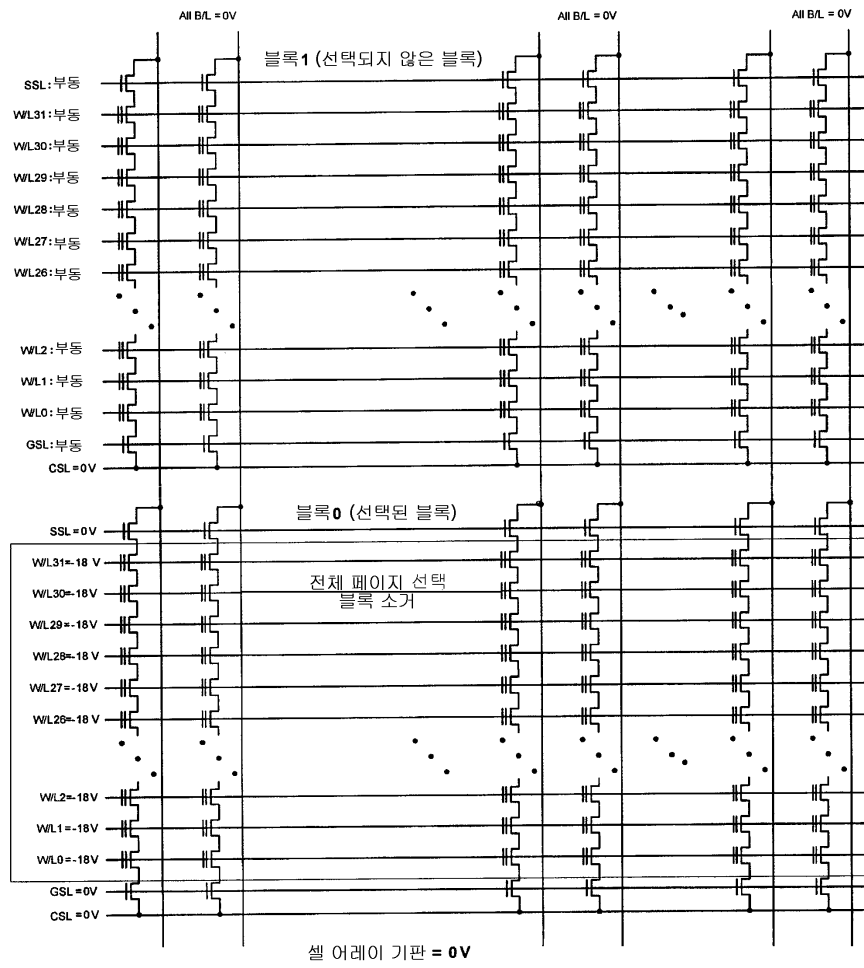 All B/L = 0V
All B/L = 0V
All B/L = 0V
블록1 (선택되지 않은 블록)
SSL:부동
W/L31:부동
W/L30:부동
W/L29:부동
W/L28:부동
W/L27:부동
W/L26:부동
W/L2:부동
W/L1:부동
W/L0:부동
GSL:부동
CSL=0V
블록0 (선택된 블록)
SSL=0V
W/L31=-18 V
전체 페이지 선택
W/L30=-18V
블록 소거
W/L29=-18V
W/L28=-18 V
W/L27=-18V
W/L26=-18 V
W/L2=-18V
W/L1=-18V
W/L0=-18V
GSL=0V
CSL=0V
셀 어레이 기판 = 0V